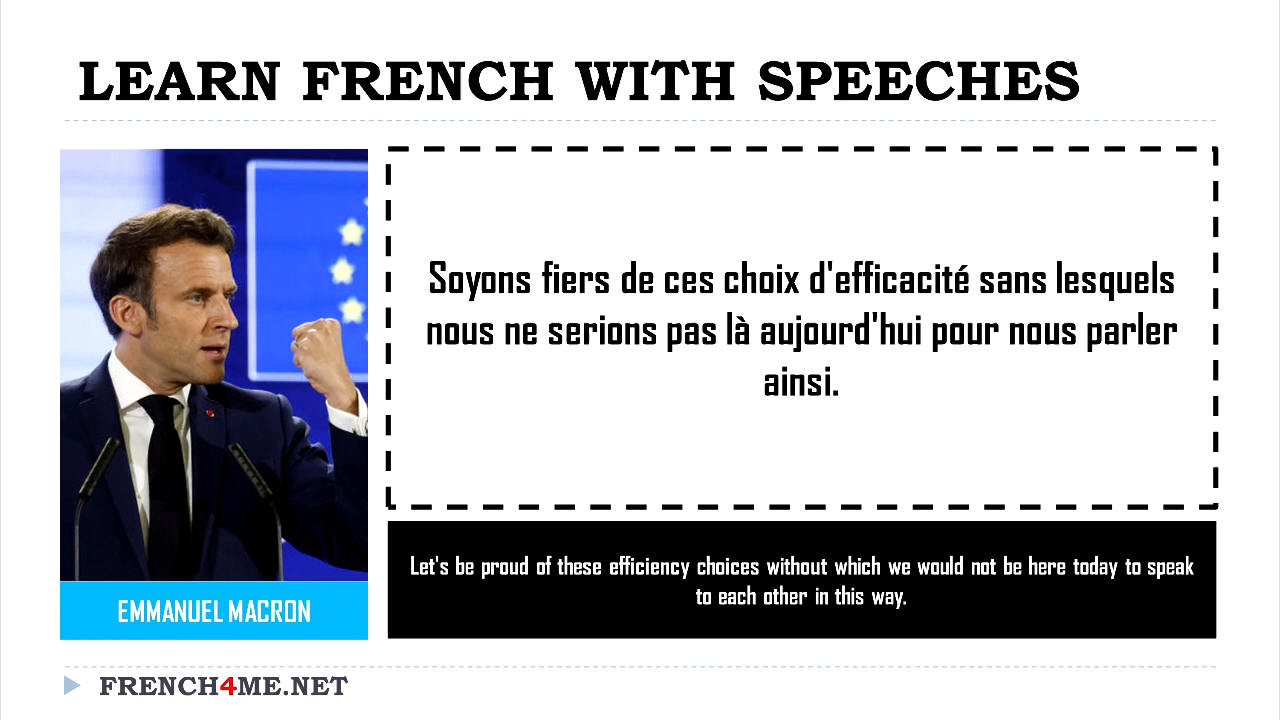 LEARN FRENCH WITH SPEECHES
Soyons fiers de ces choix d'efficacité sans lesquels
nous ne serions pas là aujourd'hui pour nous parler
ainsi.
Let's be proud of these efficiency choices without which we would not be here today to speak
to each other in this way.
EMMANUEL MACRON
FRENCH4ME.NET